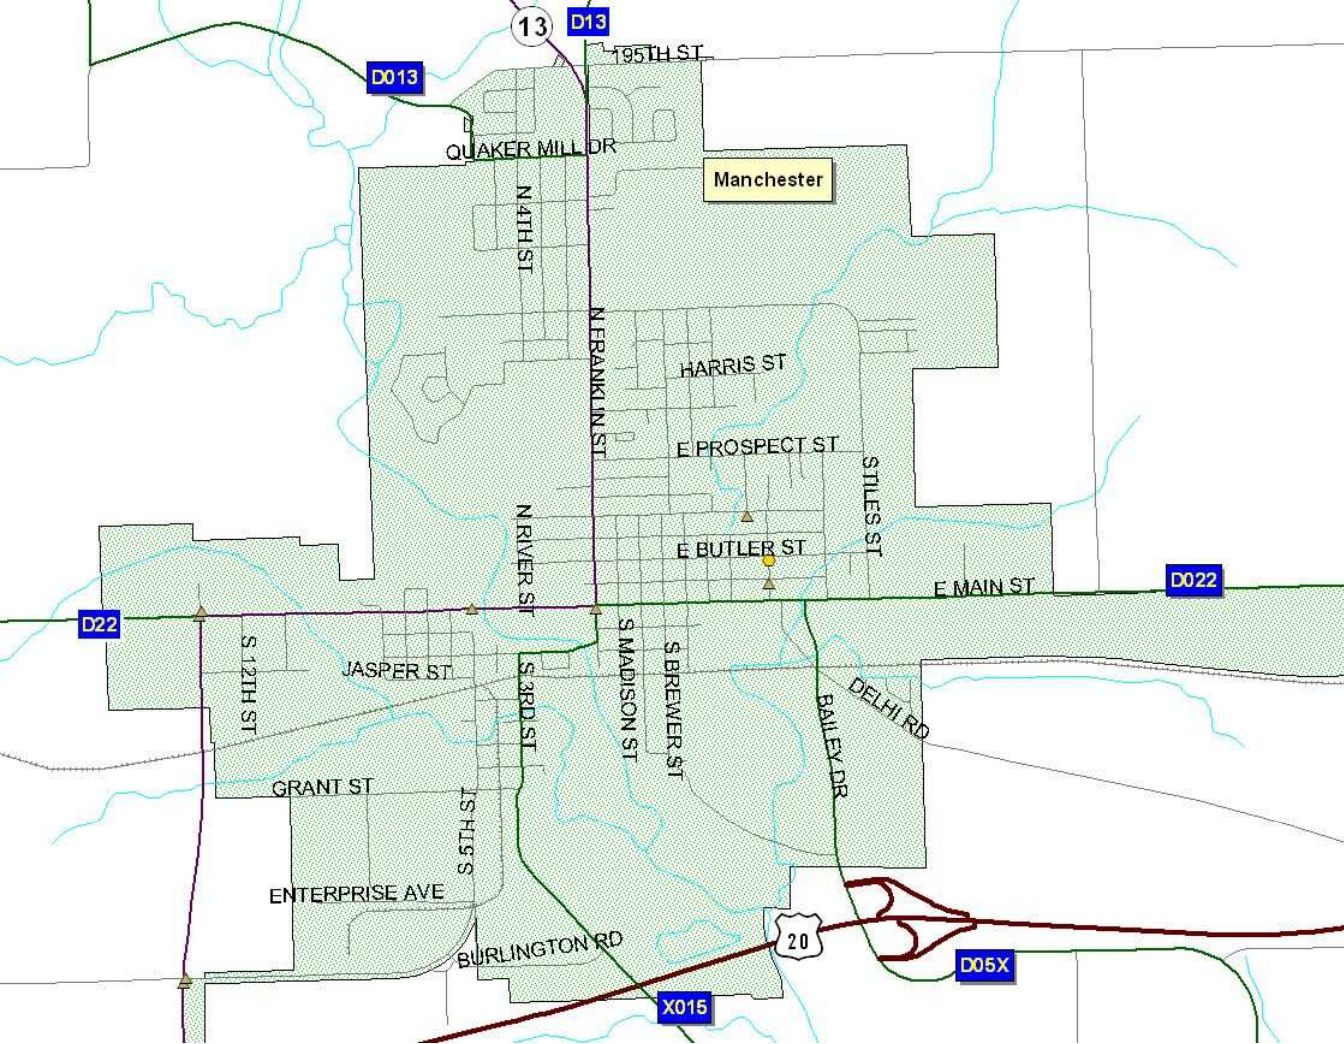 13
D13
195TH ST
D013
QUAKER MILL DR
Manchester
N 4TH ST
N FRANKLIN ST
HARRIS ST
E PROSPECT ST
STILES ST
N RIVER ST
E BUTLER ST
E MAIN ST
D022
D22
S 12TH ST
JASPER ST
S 3RD ST
S MADISON ST
S BREWER ST
DELHI RD
BAILEY DR
GRANT ST
S 5TH ST
ENTERPRISE AVE
BURLINGTON RD
20
D05X
X015